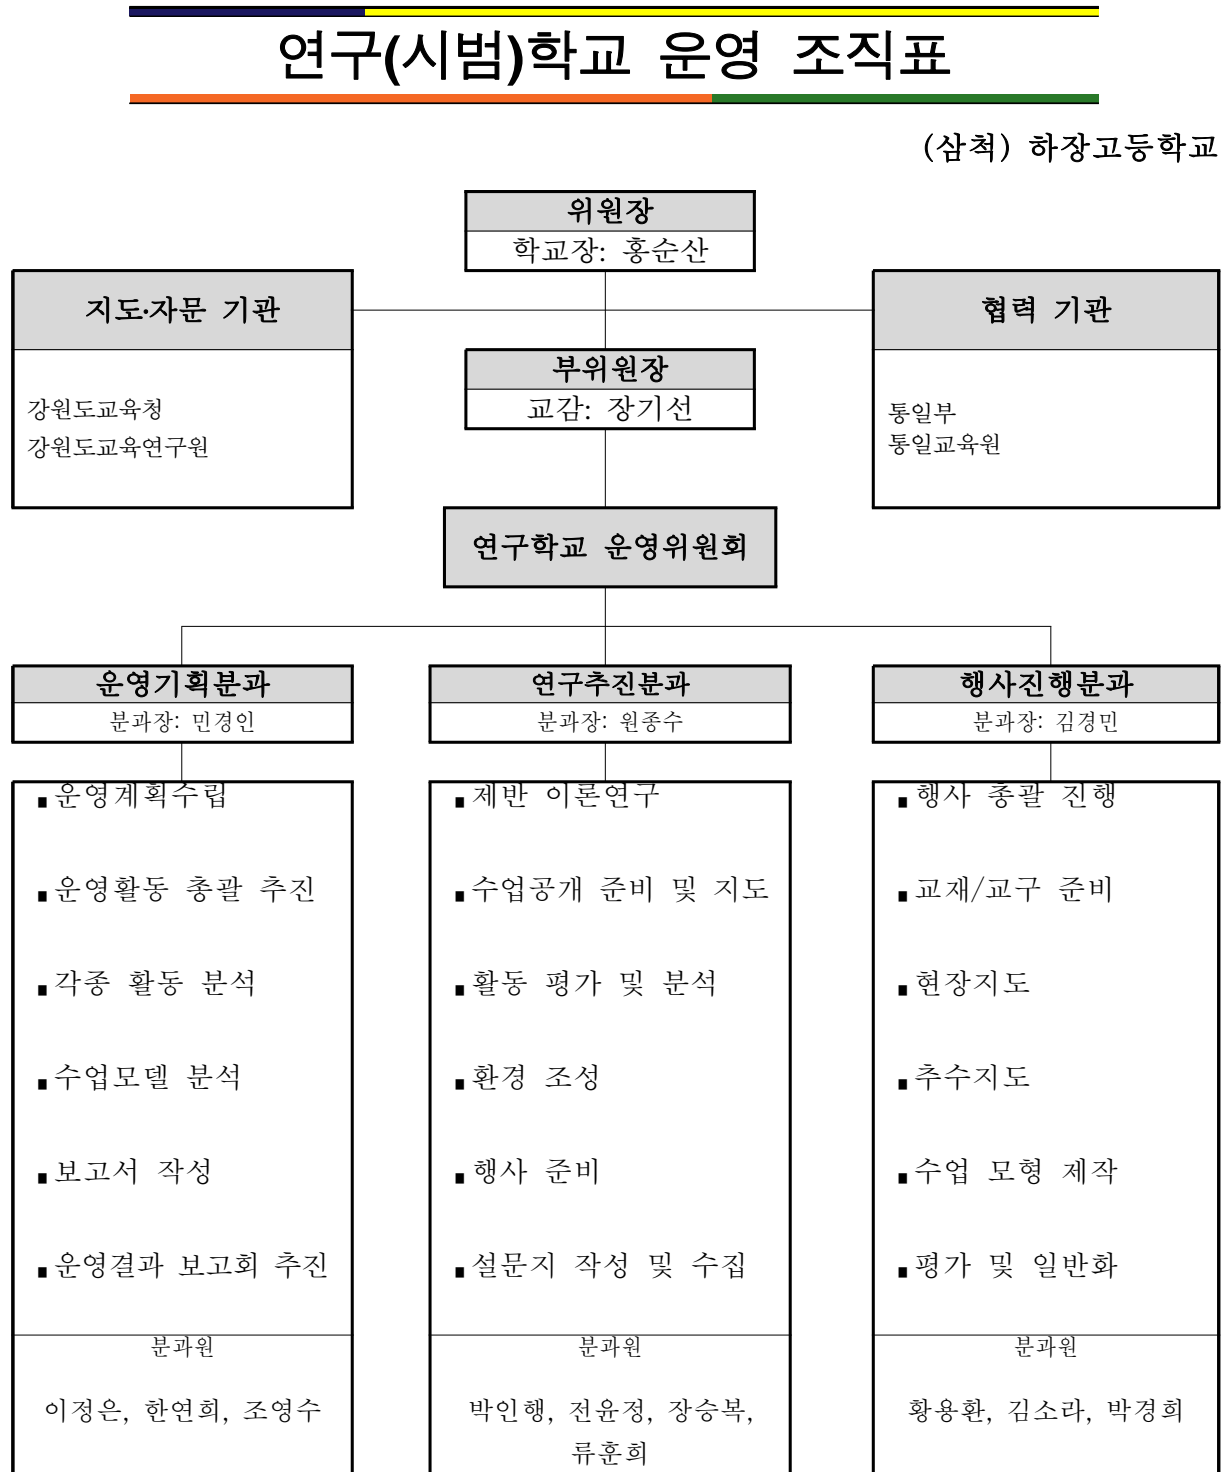 연구(시범)학교 운영 조직표
(삼척) 하장고등학교
위원장
학교장: 홍순산
지도·자문 기관
강원도교육청
강원도교육연구원
협력 기관
통일부
통일교육원
부위원장
교감: 장기선
연구학교 운영위원회
운영기획분과
분과장: 민경인
■운영계획수립
■운영활동 총괄 추진
■각종 활동 분석
■수업모델 분석
■보고서 작성
■운영결과 보고회 추진
분과원
이정은, 한연희, 조영수
연구추진분과
분과장: 원종수
■제반 이론연구
■수업공개 준비 및 지도
■활동 평가 및 분석
■환경 조성
■행사 준비
■설문지 작성 및 수집
분과원
박인행, 전윤정, 장승복,
류훈희
행사진행분과
분과장: 김경민
■행사 총괄 진행
■교재/교구 준비
■현장지도
■추수지도
■수업 모형 제작
■평가 및 일반화
분과원
황용환, 김소라, 박경희